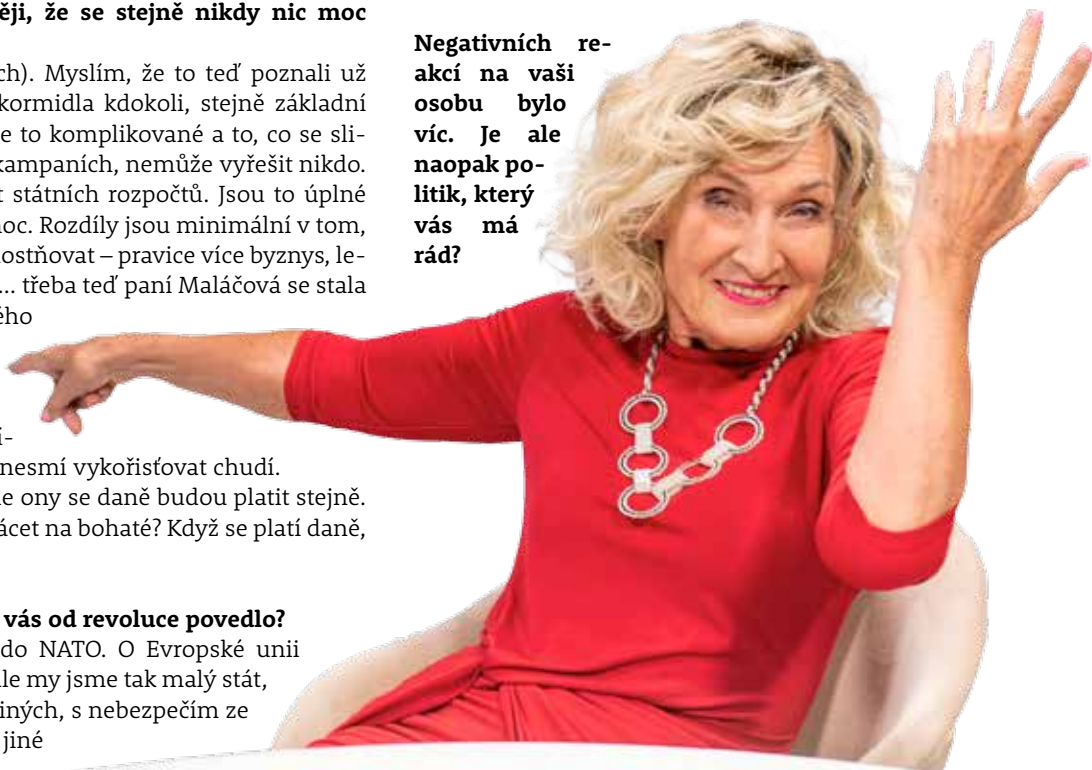 ěji, že se stejně nikdy nic moc
ch). Myslím, že to teď poznali už
kormidla kdokoli, stejně základní
e to komplikované a to, co se sli-
kampaních, nemůže vyřešit nikdo.
t státních rozpočtů. Jsou to úplné
noc. Rozdíly jsou minimální v tom,
nostňovat – pravice více byznys, le-
... třeba teď paní Maláčová se stala
ého
í-
nesmí vykořisťovat chudí.
le ony se daně budou platit stejně.
ácet na bohaté? Když se platí daně,
vás od revoluce povedlo?
do NATO. O Evropské unii
ale my jsme tak malý stát,
iných, s nebezpečím ze
jiné
Negativních re-
akcí na vaši
osobu bylo
víc. Je ale
naopak po-
litik, který
vás má
rád?